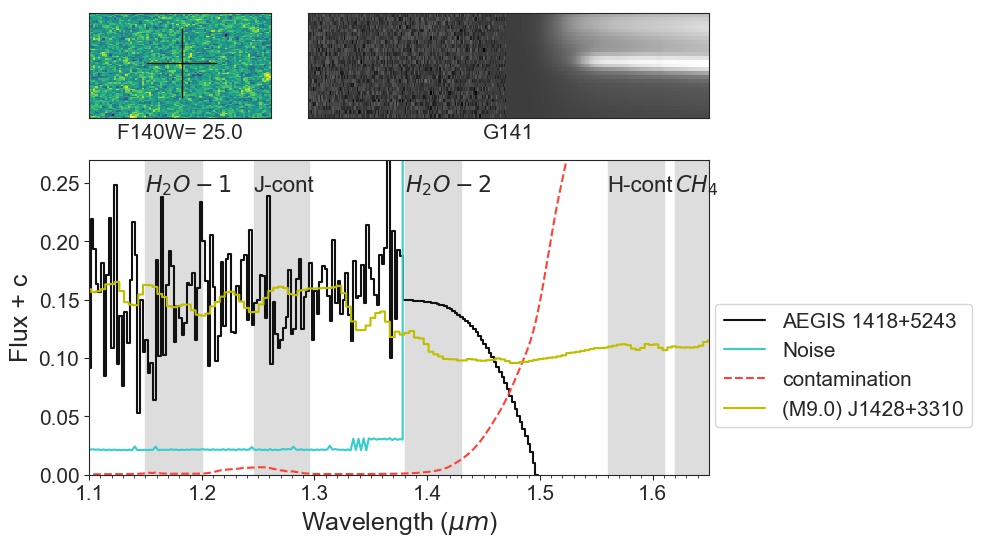 F140W= 25.0
G141
H₂O − 1
J-cont
H₂O − 2
H-cont
CH₄
0.25
0.20
0.15
0.10
0.05
0.00
Flux + c
1.1
1.2
1.3
1.4
1.5
1.6
Wavelength (μm)
AEGIS 1418+5243
Noise
contamination
(M9.0) J1428+3310